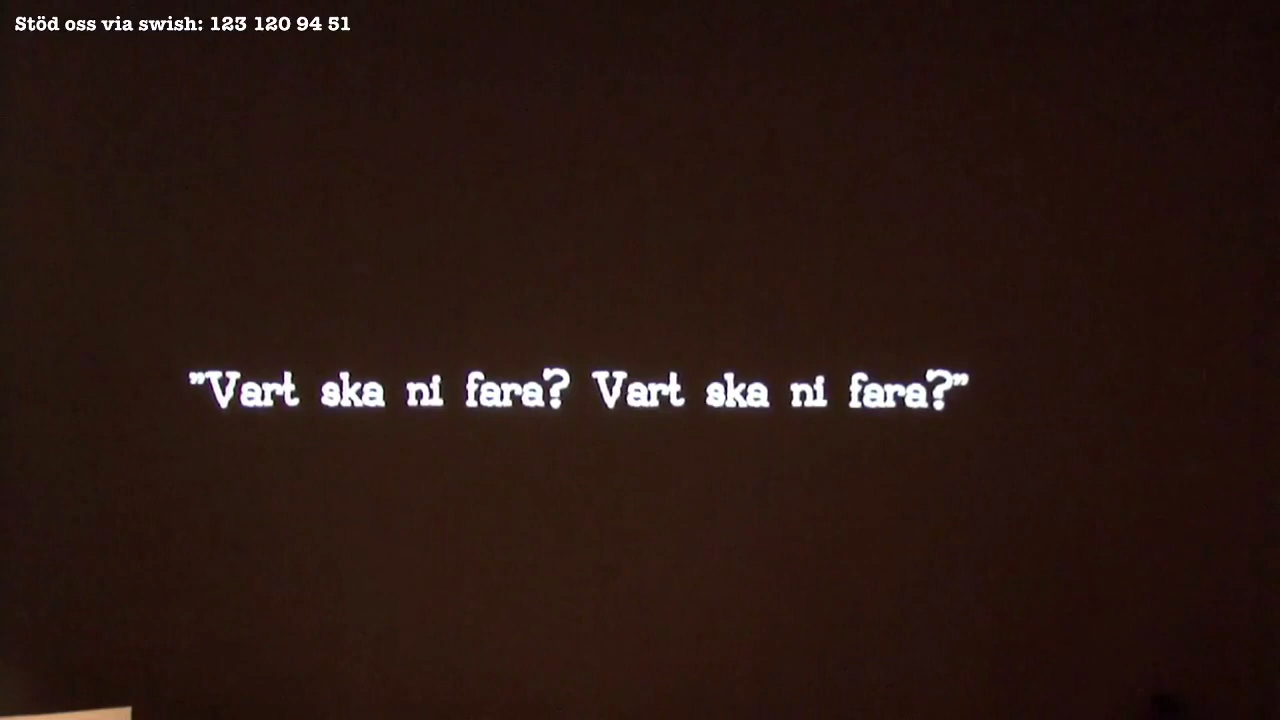 Stöd oss via swish: 123 120 94 51
”Vart ska ni fara? Vart ska ni fara?”